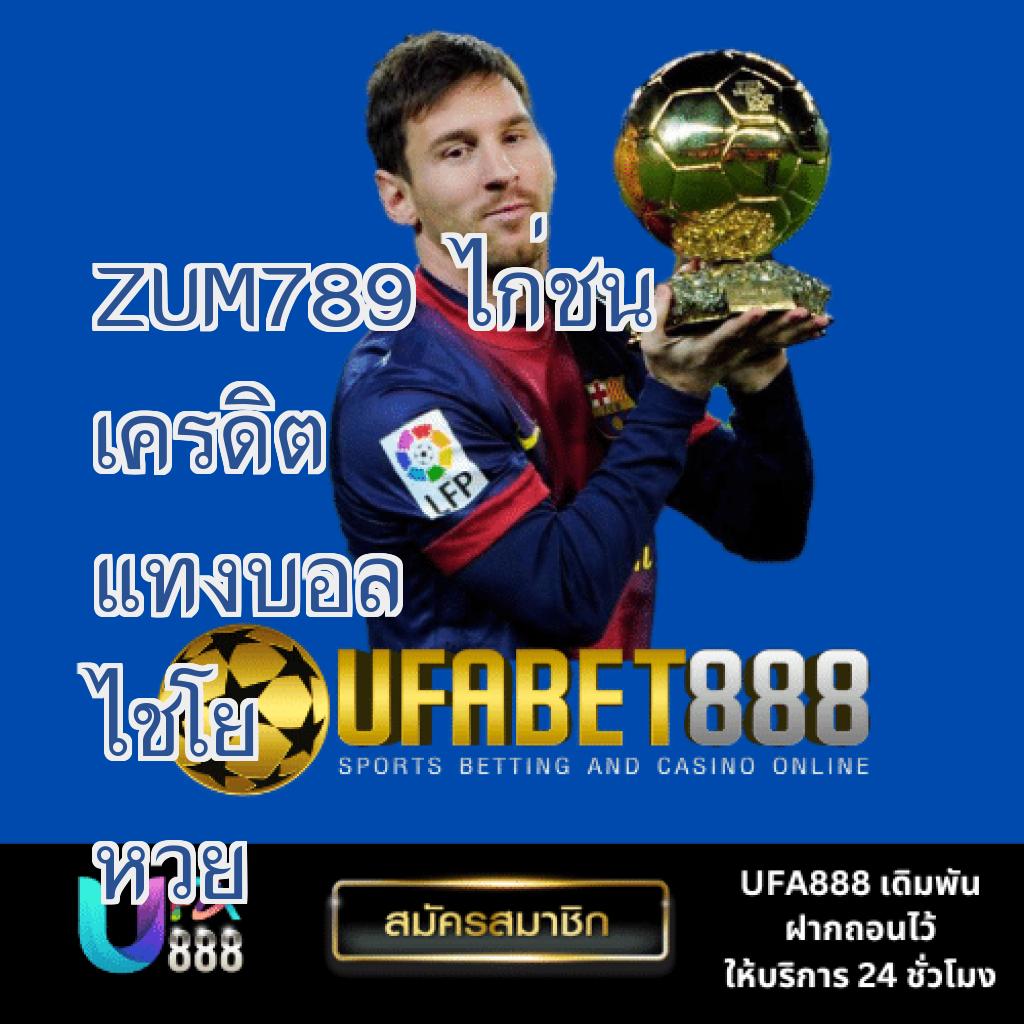 ZUM789 ไก่ชน
เครดิต
LFP
แทงบอล
ไชโย
UFABET888
SPORTS BETTING AND CASINO ONLINE
หวย
888
สมัครสมาชิก
UFA888 เดิมพัน
ฝากถอนไว้
ให้บริการ 24 ชั่วโมง